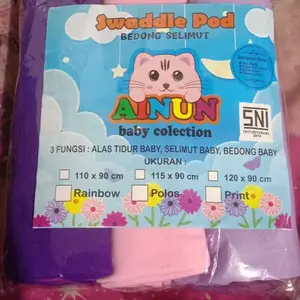 Swaddle Pod
BEDONG SELIMUT
AINUN
baby colection
SNI
3 FUNGSI : ALAS TIDUR BABY, SELIMUT BABY, BEDONG BABY
UKURAN :
110 x 90 cm
115 x 90 cm
120 x 90 cm
Rainbow
Polos
Print